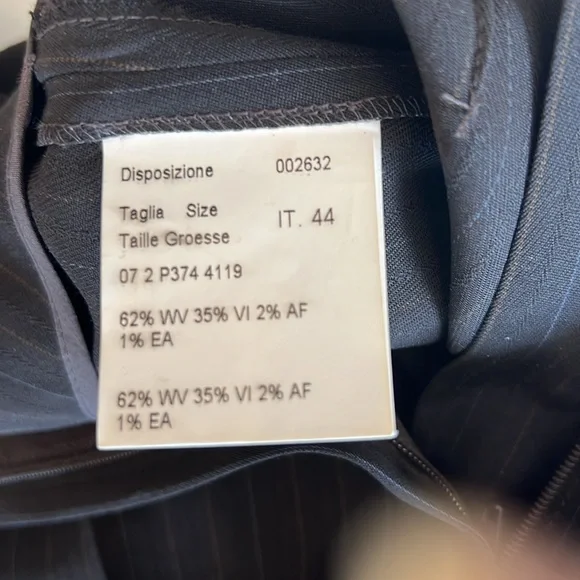 Disposizione 002632
Taglia Size IT. 44
Taille Groesse
07 2 P374 4119
62% WV 35% VI 2% AF
1% EA
62% WV 35% VI 2% AF
1% EA